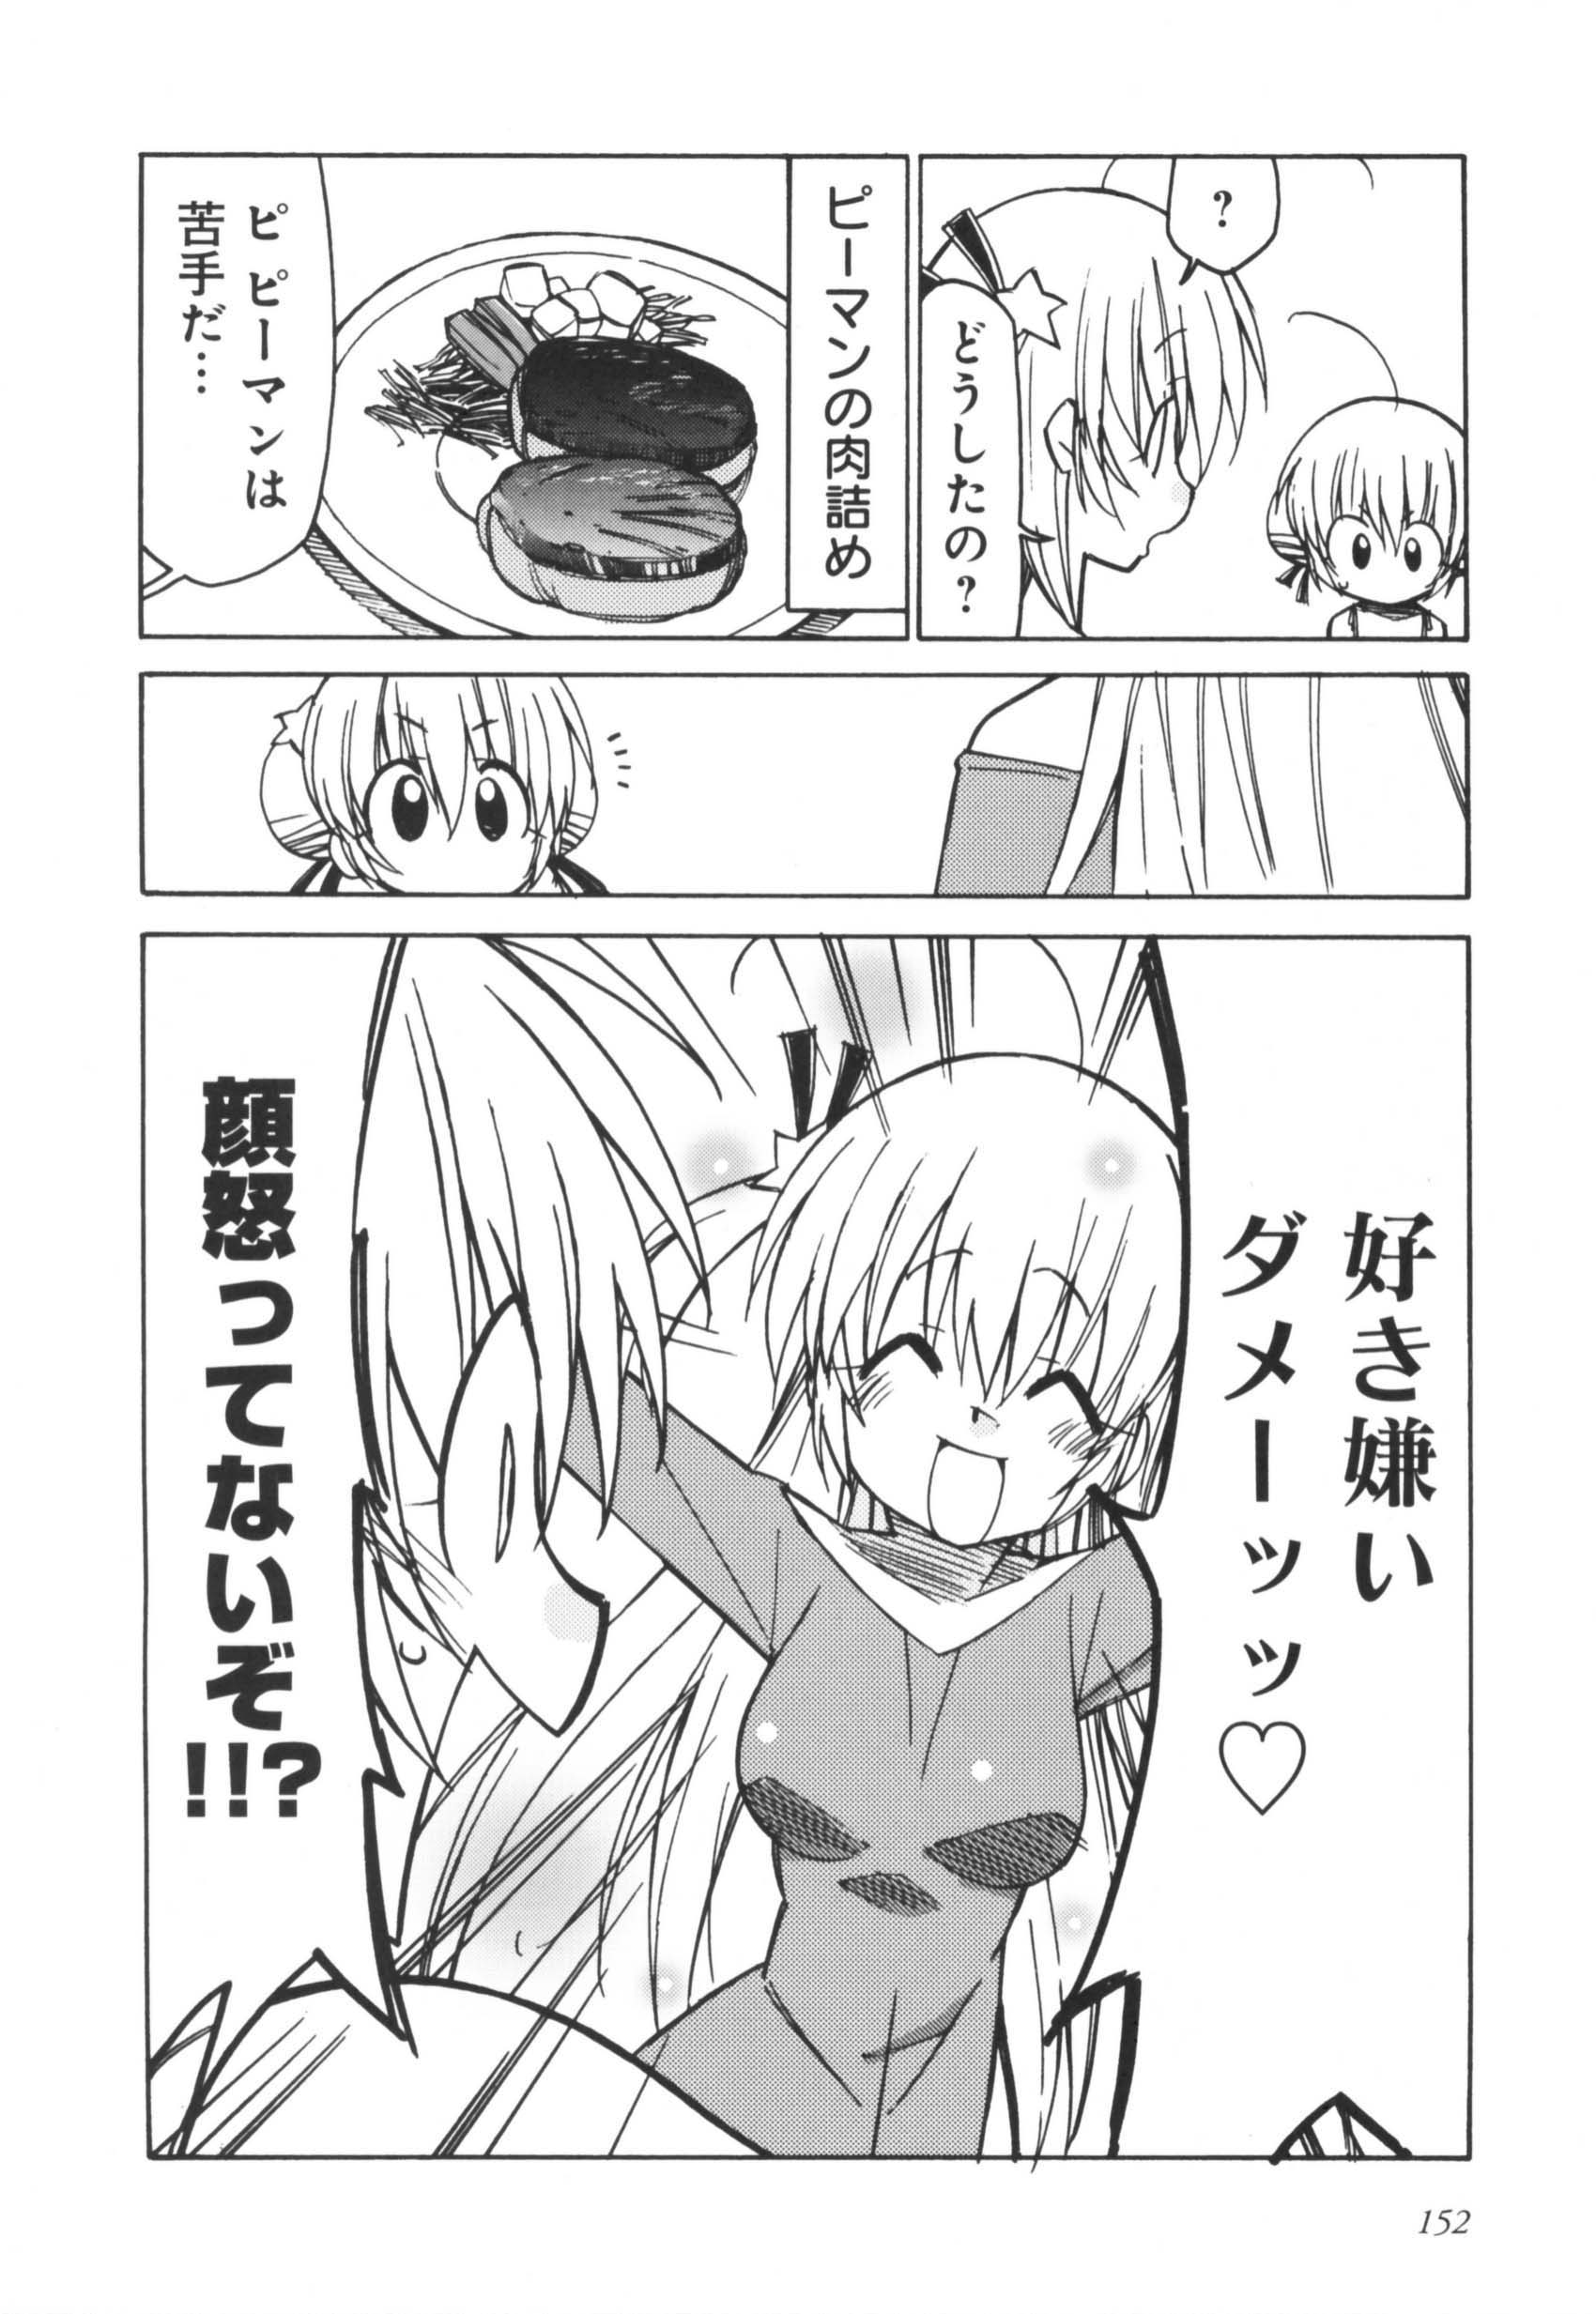 ?
どうしたの?
ピーマンの肉詰め
ピ ピーマンは
苦手だ…
好き嫌い
ダメーッッッ♡
顔怒ってないぞ!!?
152